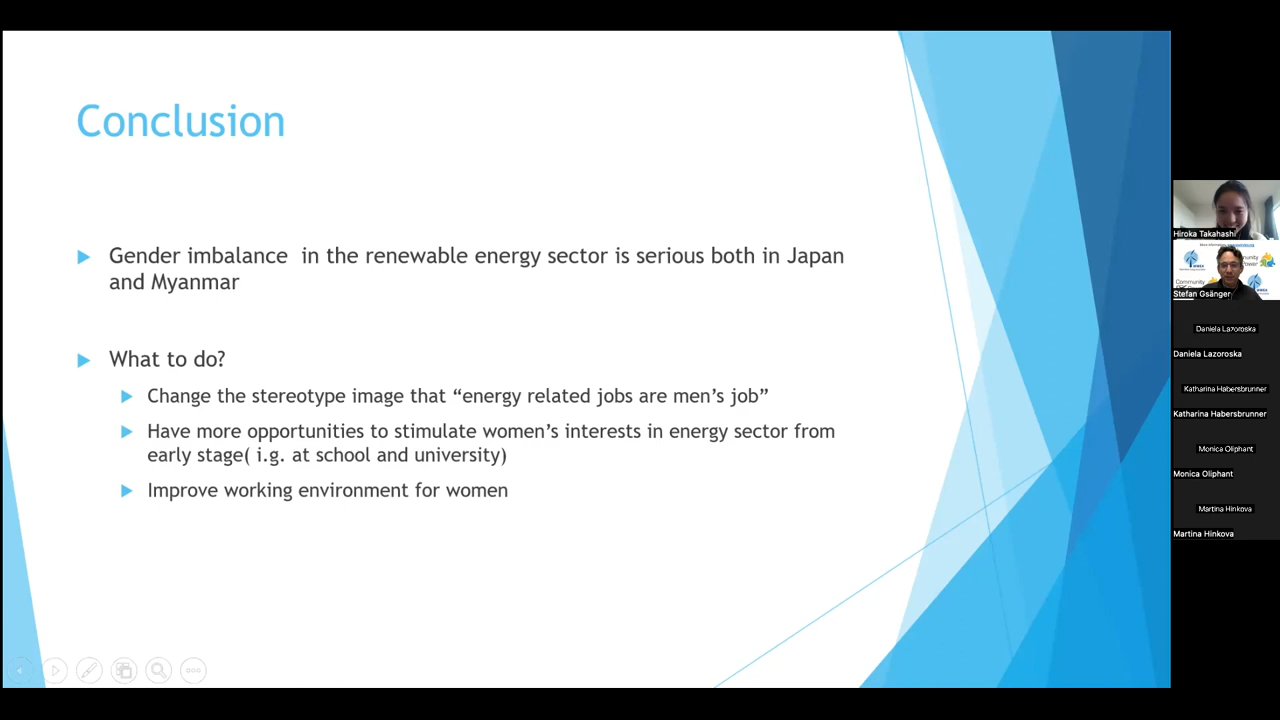 Conclusion
Gender imbalance in the renewable energy sector is serious both in Japan
and Myanmar
What to do?
Change the stereotype image that “energy related jobs are men’s job”
Have more opportunities to stimulate women’s interests in energy sector from
early stage( i.g. at school and university)
Improve working environment for women
Hiroka Takahashi
WWEA
Community
Stefan Gsänger
Daniela Lazoroska
Daniela Lazoroska
Katharina Habersbrunner
Katharina Habersbrunner
Monica Oliphant
Monica Oliphant
Martina Hinkova
Martina Hinkova